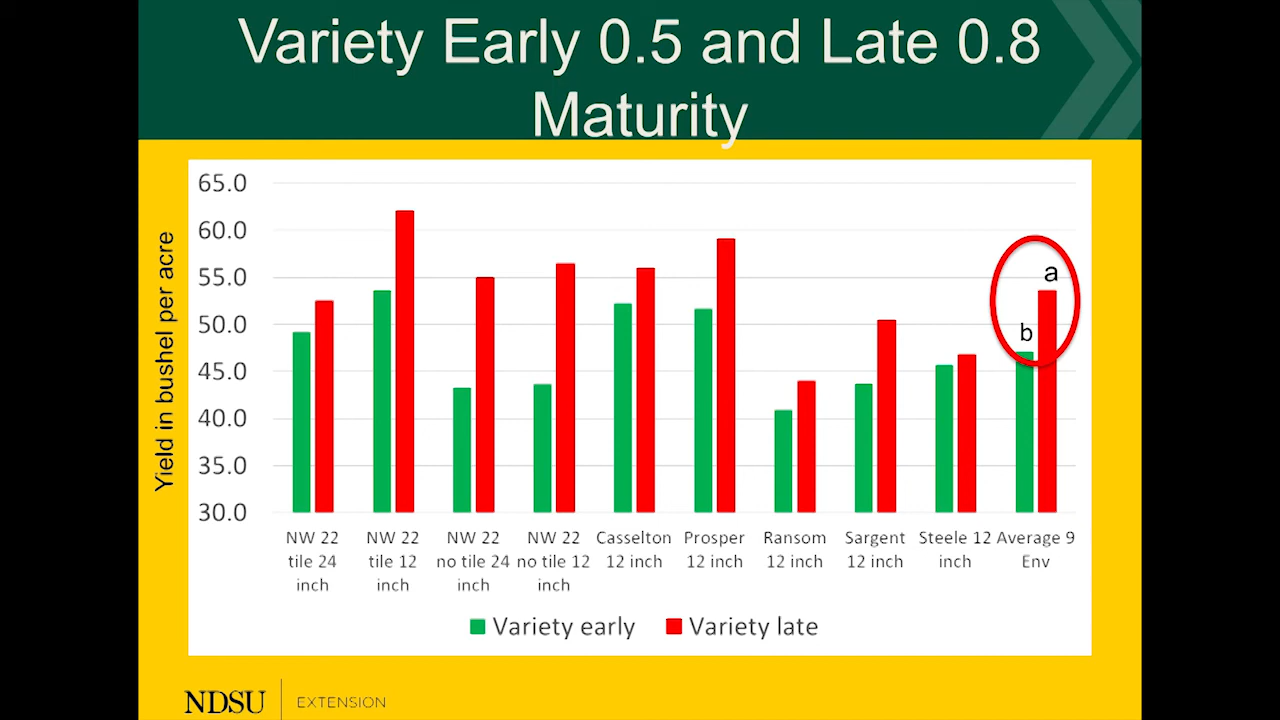 Variety Early 0.5 and Late 0.8
Maturity
Yield in bushel per acre
65.0
60.0
55.0
50.0
45.0
40.0
35.0
30.0
a
b
NW 22 tile 24 inch
NW 22 tile 12 inch
NW 22 no tile 24 inch
NW 22 no tile 12 inch
Casselton 12 inch
Prosper 12 inch
Ransom 12 inch
Sargent 12 inch
Steele 12 inch
Average 9 Env
Variety early
Variety late
NDSU EXTENSION